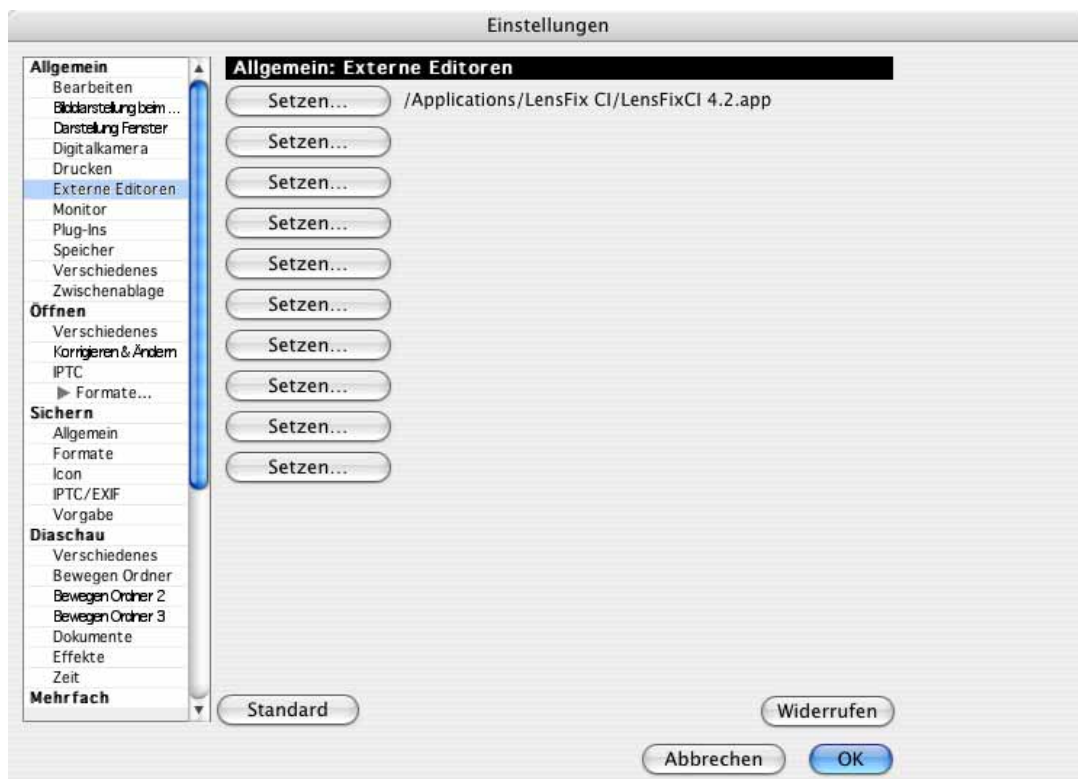 Einstellungen
Allgemein
Bearbeiten
Bilddarstellung beim ...
Darstellung Fenster
Digitalkamera
Drucken
Externe Editoren
Monitor
Plug-Ins
Speicher
Verschiedenes
Zwischenablage
Öffnen
Verschiedenes
Korrigieren & Ändern
IPTC
Formate...
Sichern
Allgemein
Formate
Icon
IPTC/EXIF
Vorgabe
Diaschau
Verschiedenes
Bewegen Ordner
Bewegen Ordner 2
Bewegen Ordner 3
Dokumente
Effekte
Zeit
Mehrfach
Allgemein: Externe Editoren
Setzen... /Applications/LensFix CI/LensFixCI 4.2.app
Setzen...
Setzen...
Setzen...
Setzen...
Setzen...
Setzen...
Setzen...
Setzen...
Setzen...
Standard Widerrufen
Abbrechen OK